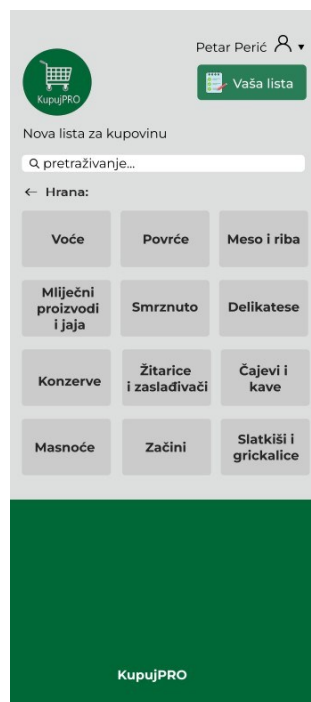 Petar Perić
KupujPRO
Vaša lista
Nova lista za kupovinu
pretraživanje...
← Hrana:
Voće
Povrće
Meso i riba
Mliječni
proizvodi
i jaja
Smrznuto
Delikatese
Konzerve
Žitarice
i zaslađivači
Čajevi i
kave
Masnoće
Začini
Slatkiši i
grickalice
KupujPRO